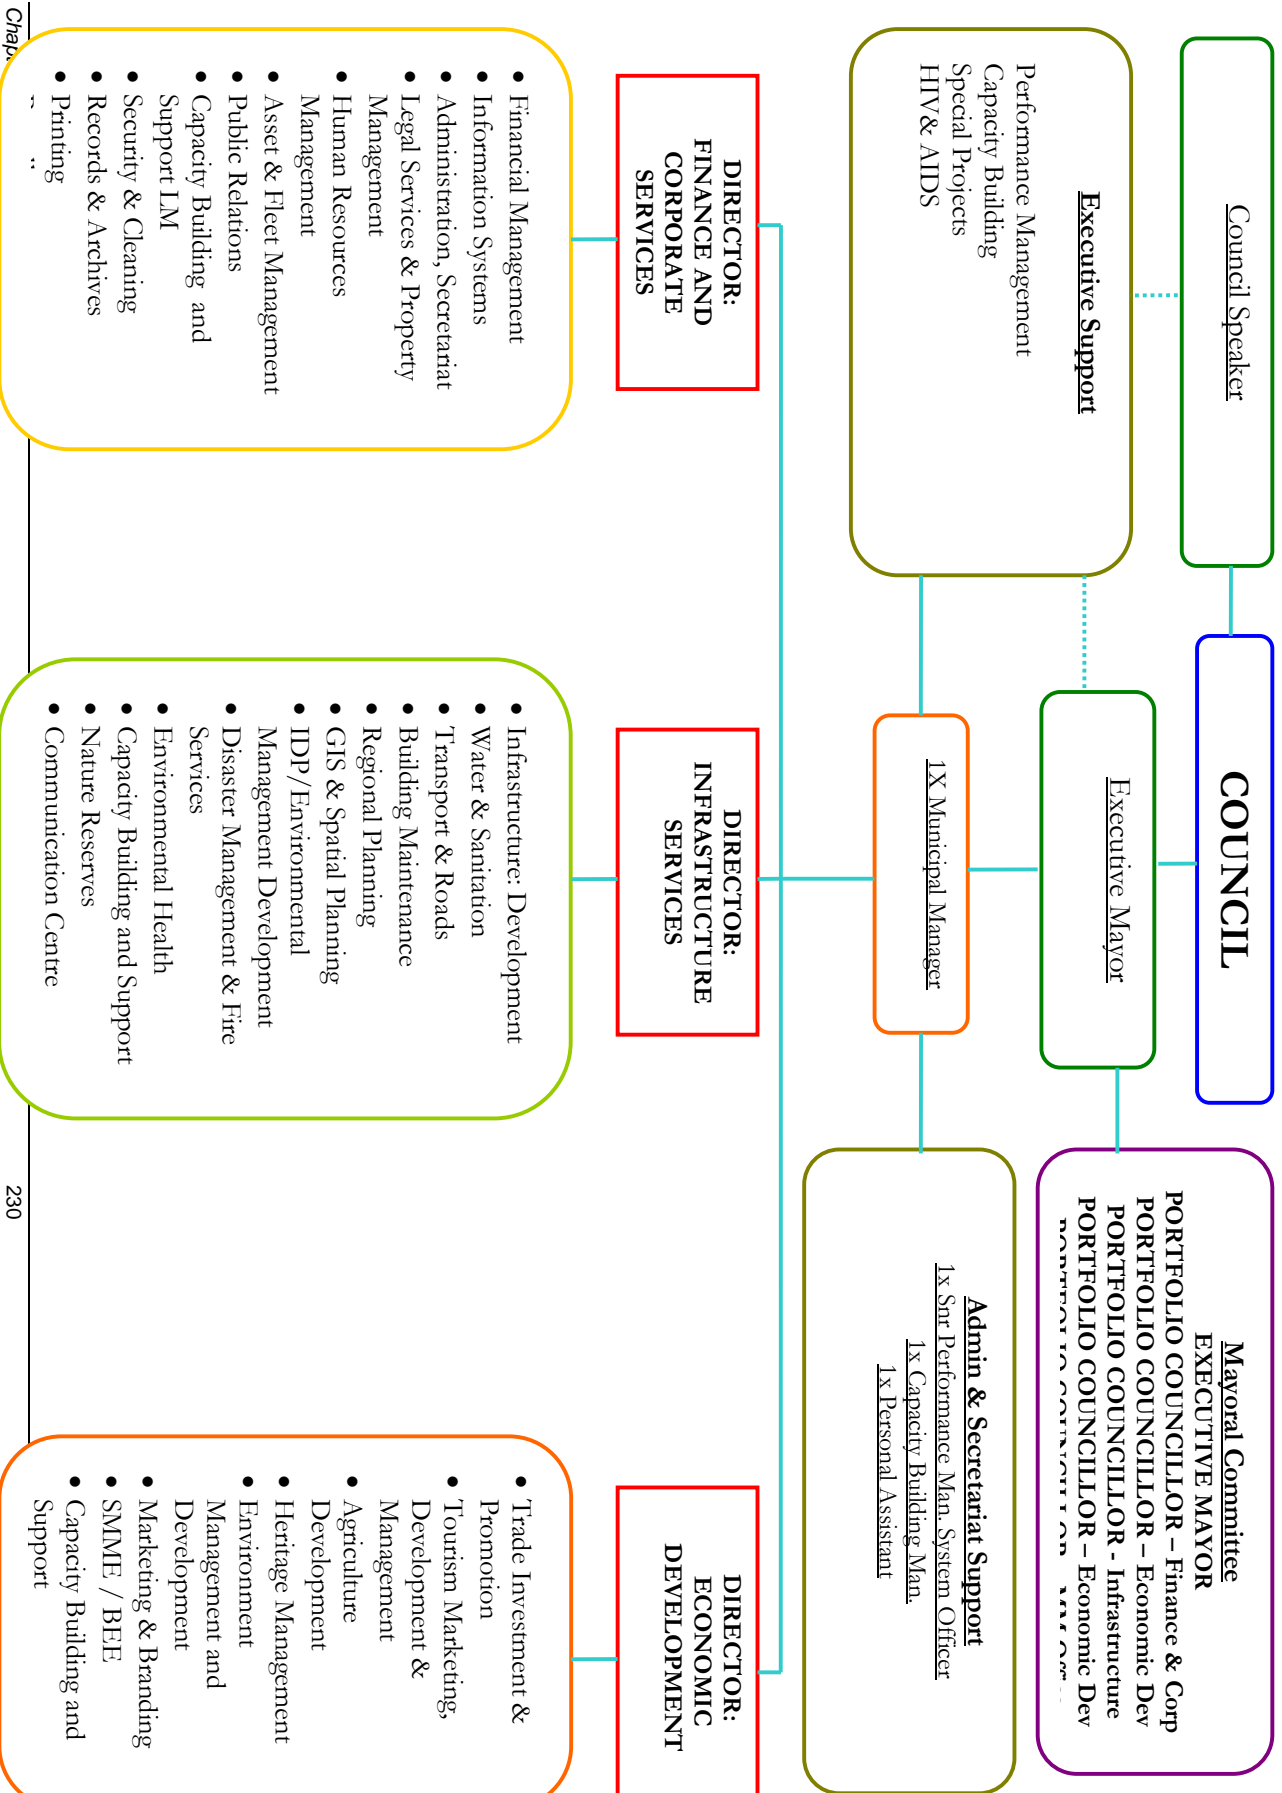 Council Speaker
COUNCIL
Mayoral Committee
EXECUTIVE MAYOR
PORTFOLIO COUNCILLOR – Finance & Corp
PORTFOLIO COUNCILLOR – Economic Dev
PORTFOLIO COUNCILLOR - Infrastructure
PORTFOLIO COUNCILLOR – Economic Dev
PORTFOLIO COUNCILLOR
Executive Support
Performance Management
Capacity Building
Special Projects
HIV& AIDS
Executive Mayor
1X Municipal Manager
Admin & Secretariat Support
1x Snr Performance Man. System Officer
1x Capacity Building Man.
1x Personal Assistant
DIRECTOR:
FINANCE AND
CORPORATE
SERVICES
DIRECTOR:
INFRASTRUCTURE
SERVICES
DIRECTOR:
ECONOMIC
DEVELOPMENT
• Financial Management
• Information Systems
• Administration, Secretariat
• Legal Services & Property
Management
• Human Resources
Management
• Asset & Fleet Management
• Public Relations
• Capacity Building and
Support LM
• Security & Cleaning
• Records & Archives
• Printing
• Infrastructure: Development
• Water & Sanitation
• Transport & Roads
• Building Maintenance
• Regional Planning
• GIS & Spatial Planning
• IDP/Environmental
Management Development
• Disaster Management & Fire
Services
• Environmental Health
• Capacity Building and Support
• Nature Reserves
• Communication Centre
• Trade Investment &
Promotion
• Tourism Marketing,
Development &
Management
• Agriculture
Development
• Heritage Management
• Environment
Management and
Development
• Marketing & Branding
• SMME / BEE
• Capacity Building and
Support
230